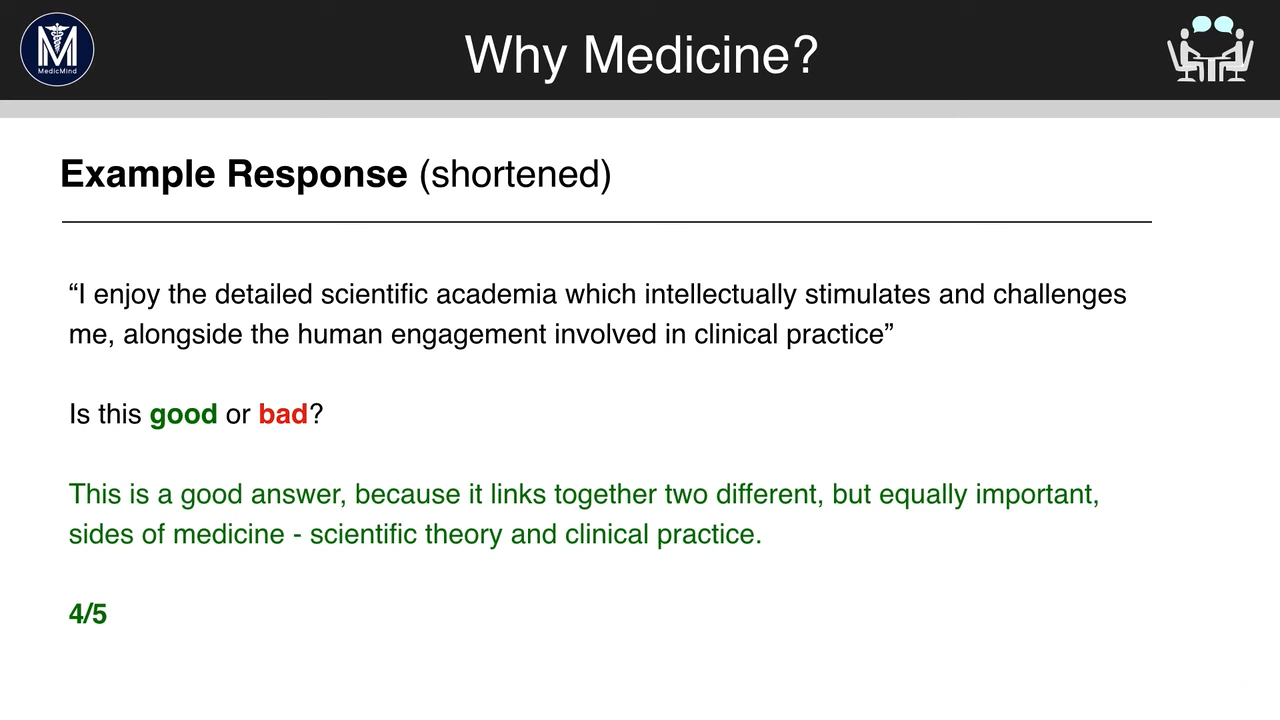 M
MedicMind
Why Medicine?
Example Response (shortened)
“I enjoy the detailed scientific academia which intellectually stimulates and challenges
me, alongside the human engagement involved in clinical practice”
Is this good or bad?
This is a good answer, because it links together two different, but equally important,
sides of medicine - scientific theory and clinical practice.
4/5